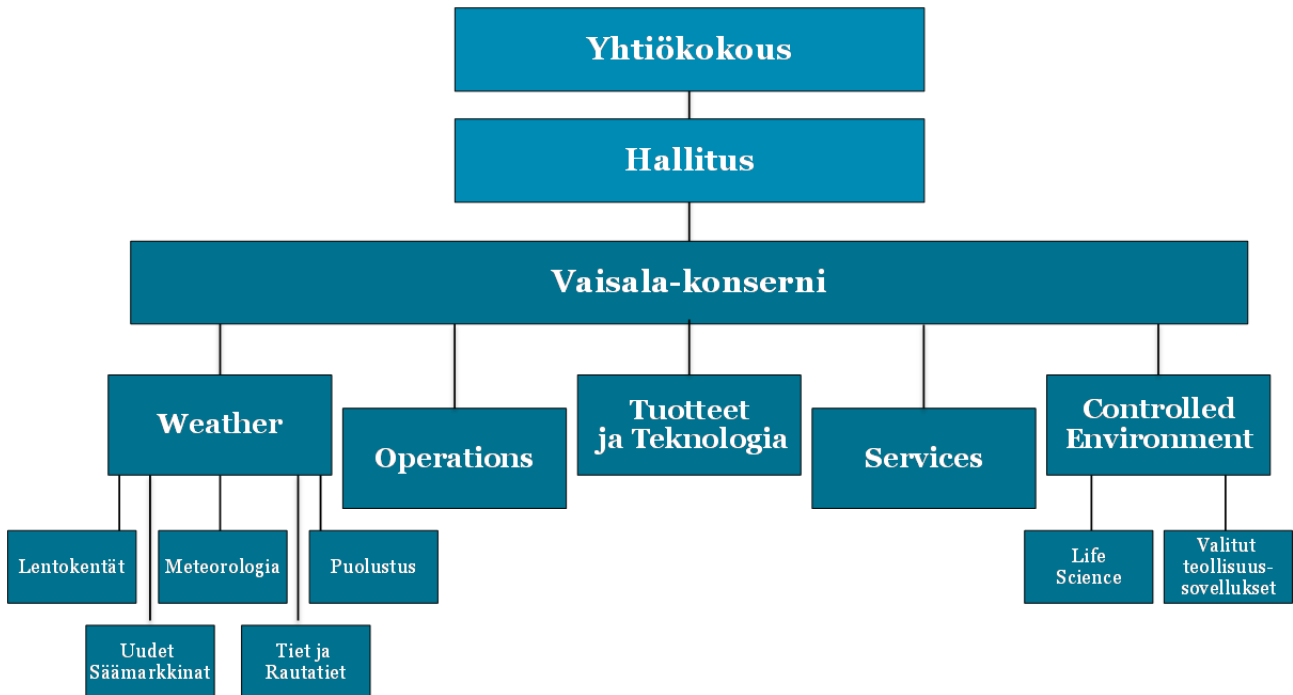 Yhtiökokous
Hallitus
Vaisala-konserni
Weather
Operations
Tuotteet
ja Teknologia
Services
Controlled
Environment
Lentokentät
Meteorologia
Puolustus
Life
Science
Valitut
teollisuus-
sovellukset
Uudet
Säämarkkinat
Tiet ja
Rautatiet